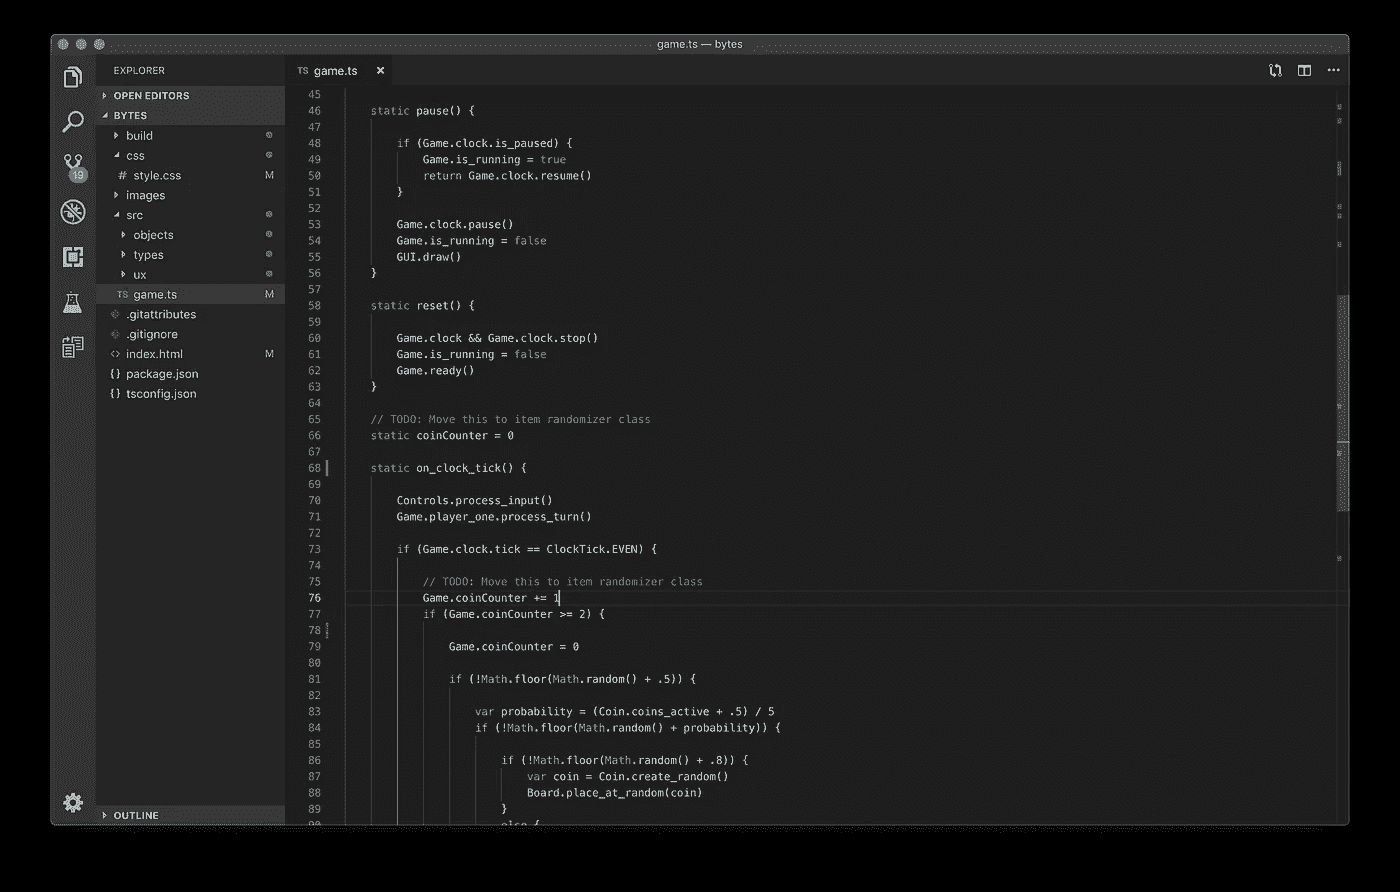 game.ts — bytes
EXPLORER
OPEN EDITORS
BYTES
build
css
# style.css M
images
src
objects
types
ux
TS game.ts M
.gitattributes
.gitignore
<> index.html M
{} package.json
{} tsconfig.json
OUTLINE
19
TS game.ts ×
45
46 static pause() {
47
48 if (Game.clock.is_paused) {
49 Game.is_running = true
50 return Game.clock.resume()
51 }
52
53 Game.clock.pause()
54 Game.is_running = false
55 GUI.draw()
56 }
57
58 static reset() {
59
60 Game.clock && Game.clock.stop()
61 Game.is_running = false
62 Game.ready()
63 }
64
65 // TODO: Move this to item randomizer class
66 static coinCounter = 0
67
68 static on_clock_tick() {
69
70 Controls.process_input()
71 Game.player_one.process_turn()
72
73 if (Game.clock.tick == ClockTick.EVEN) {
74
75 // TODO: Move this to item randomizer class
76 Game.coinCounter += 1
77 if (Game.coinCounter >= 2) {
78
79 Game.coinCounter = 0
80
81 if (!Math.floor(Math.random() + .5)) {
82
83 var probability = (Coin.coins_active + .5) / 5
84 if (!Math.floor(Math.random() + probability)) {
85
86 if (!Math.floor(Math.random() + .8)) {
87 var coin = Coin.create_random()
88 Board.place_at_random(coin)
89 }
90 else {